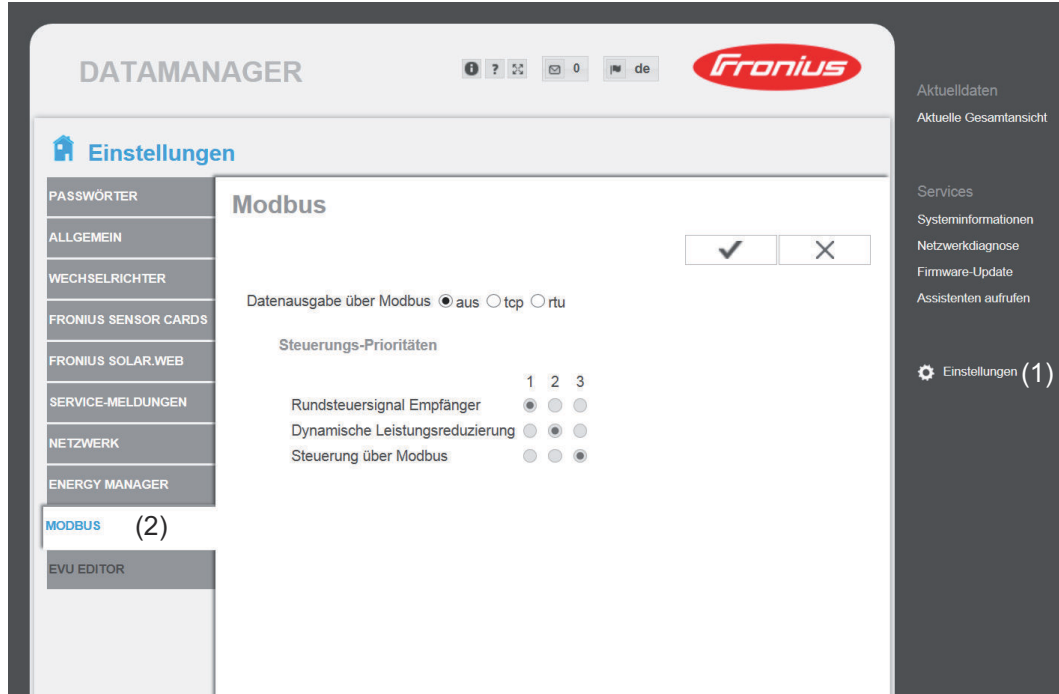 DATAMANAGER
? 0 de
Fronius
Aktuelldaten
Aktuelle Gesamtansicht
Services
Systeminformationen
Netzwerkdiagnose
Firmware-Update
Assistenten aufrufen
Einstellungen (1)
Einstellungen
PASSWÖRTER
ALLGEMEIN
WECHSELRICHTER
FRONIUS SENSOR CARDS
FRONIUS SOLAR.WEB
SERVICE-MELDUNGEN
NETZWERK
ENERGY MANAGER
MODBUS (2)
EVU EDITOR
Modbus
Datenausgabe über Modbus aus tcp rtu
Steuerungs-Prioritäten
1 2 3
Rundsteuersignal Empfänger
Dynamische Leistungsreduzierung
Steuerung über Modbus